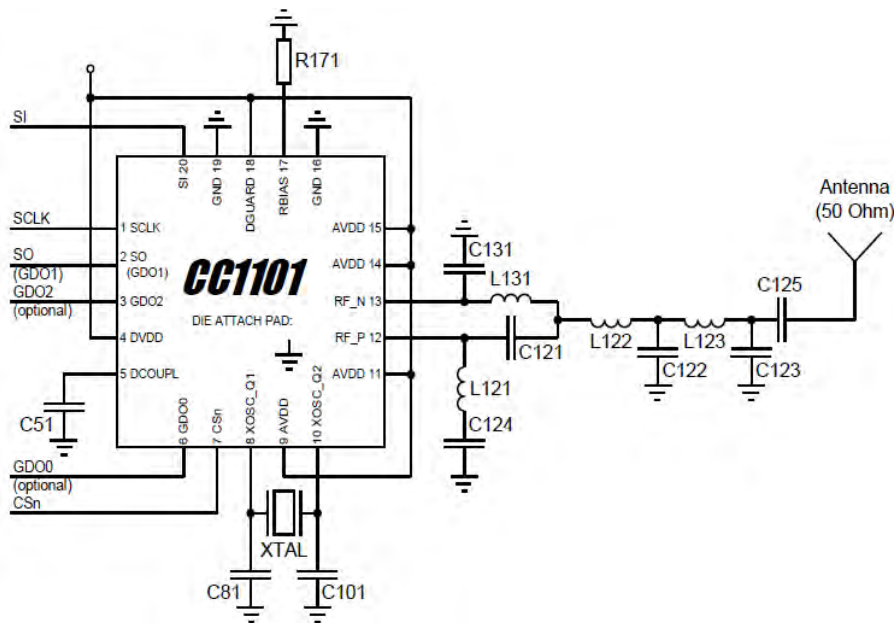 R171
SI
SI 20
GND 19
DGUARD 18
RBIAS 17
GND 16
Antenna
(50 Ohm)
SCLK
1 SCLK
AVDD 15
SO
(GDO1)
2 SO
(GDO1)
CC1101
AVDD 14
C131
L131
C125
GDO2
(optional)
3 GDO2
RF_N 13
DIE ATTACH PAD:
4 DVDD
RF_P 12
C121
L122
L123
C122
C123
5 DCOUPL
AVDD 11
L121
C51
6 GDO0
7 CSn
8 XOSC_Q1
9 AVDD
10 XOSC_Q2
C124
GDO0
(optional)
CSn
XTAL
C81
C101